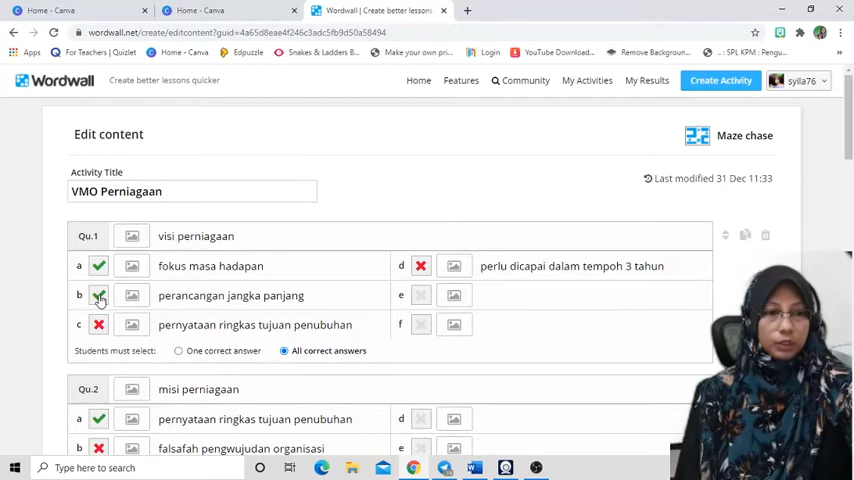 Home - Canva
Home - Canva
Wordwall | Create better lessons
wordwall.net/create/editcontent?guid=4a65d8eae4f246c3adc90d5b50a58494
Apps
For Teachers | Quizlet
Home - Canva
Edpuzzle
Snakes & Ladders B...
Make your own pri...
Login
YouTube Download...
Remove Background...
.: SPL KPM : Pengu...
Wordwall
Create better lessons quicker
Home
Features
Community
My Activities
My Results
Create Activity
syila76
Edit content
Maze chase
Activity Title
Last modified 31 Dec 11:33
VMO Perniagaan
Qu.1 visi perniagaan
a fokus masa hadapan
d perlu dicapai dalam tempoh 3 tahun
b perancangan jangka panjang
e
c pernyataan ringkas tujuan penubuhan
f
Students must select: One correct answer All correct answers
Qu.2 misi perniagaan
a pernyataan ringkas tujuan penubuhan
d
b falsafah pengwujudan organisasi
e
Type here to search